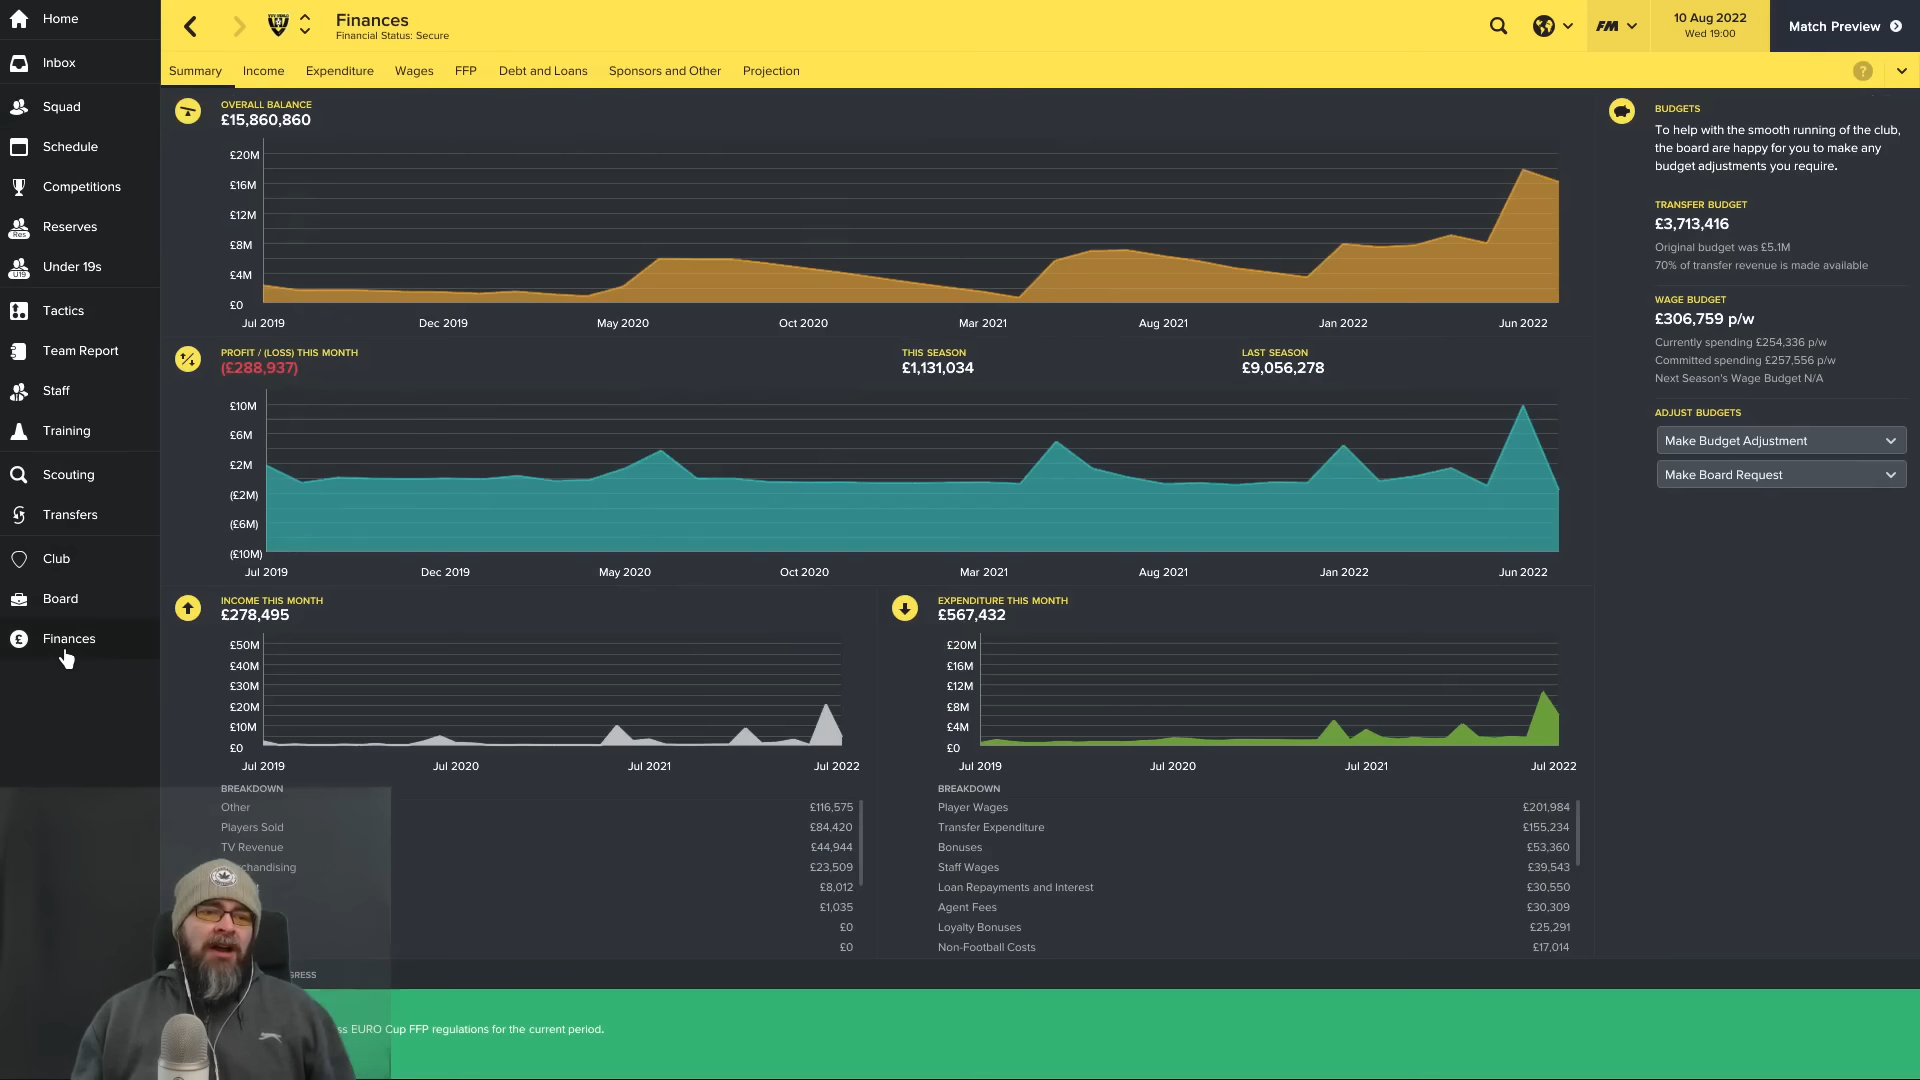 Home
Inbox
Squad
Schedule
Competitions
Reserves
Under 19s
Tactics
Team Report
Staff
Training
Scouting
Transfers
Club
Board
Finances
Finances
Financial Status: Secure
FM
10 Aug 2022
Wed 19:00
Match Preview
Summary Income Expenditure Wages FFP Debt and Loans Sponsors and Other Projection
?
OVERALL BALANCE
£15,860,860
£20M
£16M
£12M
£8M
£4M
£0
Jul 2019 Dec 2019 May 2020 Oct 2020 Mar 2021 Aug 2021 Jan 2022 Jun 2022
PROFIT / (LOSS) THIS MONTH
(£288,937)
THIS SEASON
£1,131,034
LAST SEASON
£9,056,278
£10M
£6M
£2M
(£2M)
(£6M)
(£10M)
Jul 2019 Dec 2019 May 2020 Oct 2020 Mar 2021 Aug 2021 Jan 2022 Jun 2022
INCOME THIS MONTH
£278,495
£50M
£40M
£30M
£20M
£10M
£0
Jul 2019 Jul 2020 Jul 2021 Jul 2022
BREAKDOWN
Other £116,575
Players Sold £84,420
TV Revenue £44,944
£23,509
£8,012
£1,035
£0
£0
EXPENDITURE THIS MONTH
£567,432
£20M
£16M
£12M
£8M
£4M
£0
Jul 2019 Jul 2020 Jul 2021 Jul 2022
BREAKDOWN
Player Wages £201,984
Transfer Expenditure £155,234
Bonuses £53,360
Staff Wages £39,543
Loan Repayments and Interest £30,550
Agent Fees £30,309
Loyalty Bonuses £25,291
Non-Football Costs £17,014
BUDGETS
To help with the smooth running of the club,
the board are happy for you to make any
budget adjustments you require.
TRANSFER BUDGET
£3,713,416
Original budget was £5.1M
70% of transfer revenue is made available
WAGE BUDGET
£306,759 p/w
Currently spending £254,336 p/w
Committed spending £257,556 p/w
Next Season's Wage Budget N/A
ADJUST BUDGETS
Make Budget Adjustment
Make Board Request
EURO Cup FFP regulations for the current period.